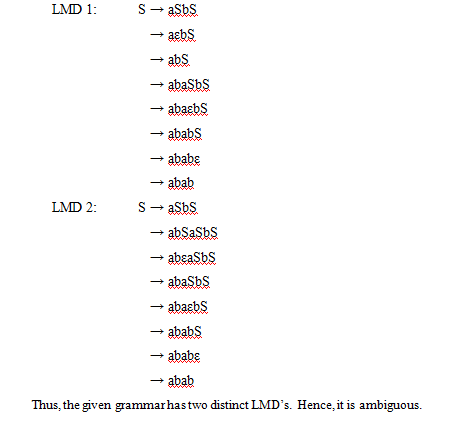 LMD 1: S → aSbS
→ aεbS
→ abS
→ abaSbS
→ abaεbS
→ ababS
→ ababε
→ abab
LMD 2: S → aSbS
→ abSaSbS
→ abεaSbS
→ abaSbS
→ abaεbS
→ ababS
→ ababε
→ abab
Thus, the given grammar has two distinct LMD's. Hence, it is ambiguous.